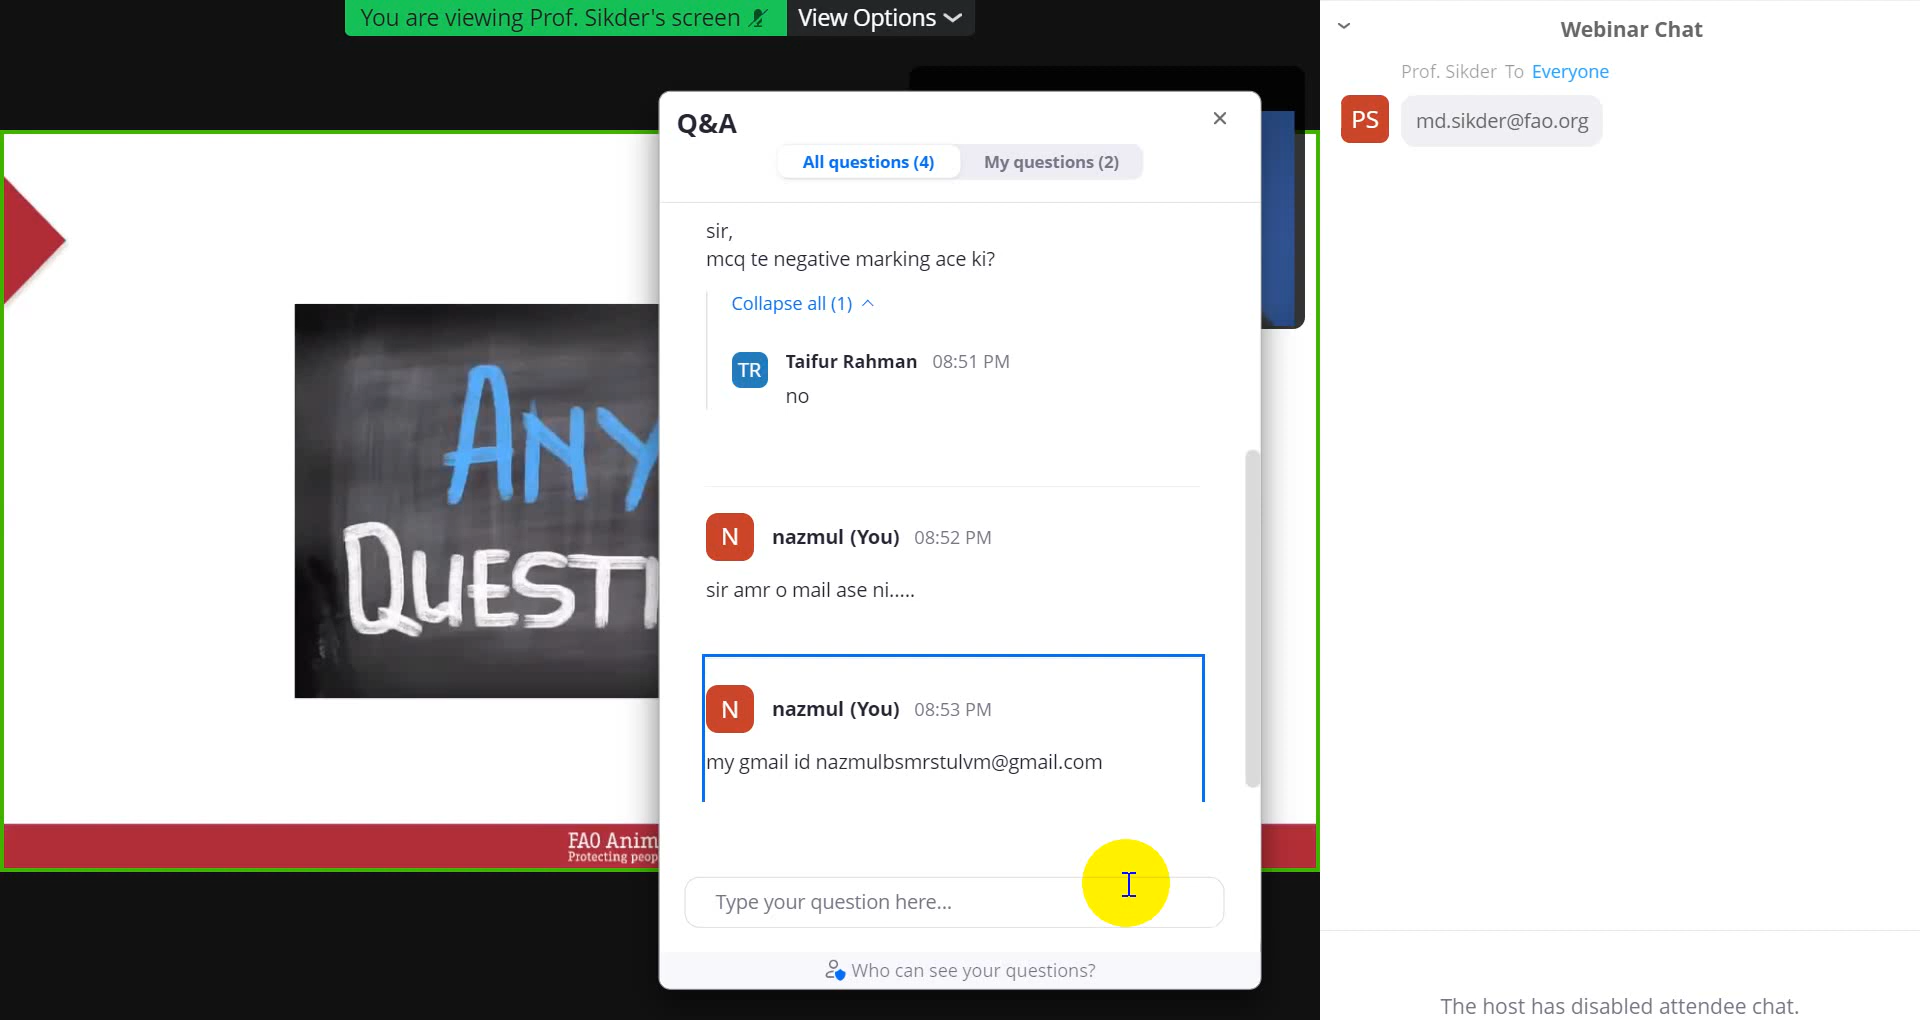 You are viewing Prof. Sikder's screen
View Options
Webinar Chat
Prof. Sikder To Everyone
PS
md.sikder@fao.org
Q&A
All questions (4)
My questions (2)
sir,
mcq te negative marking ace ki?
Collapse all (1)
TR
Taifur Rahman 08:51 PM
no
N
nazmul (You) 08:52 PM
sir amr o mail ase ni.....
N
nazmul (You) 08:53 PM
my gmail id nazmulbsmrstulvm@gmail.com
ANY
QUESTI
FAO Anim
Protecting peop
Type your question here...
Who can see your questions?
The host has disabled attendee chat.